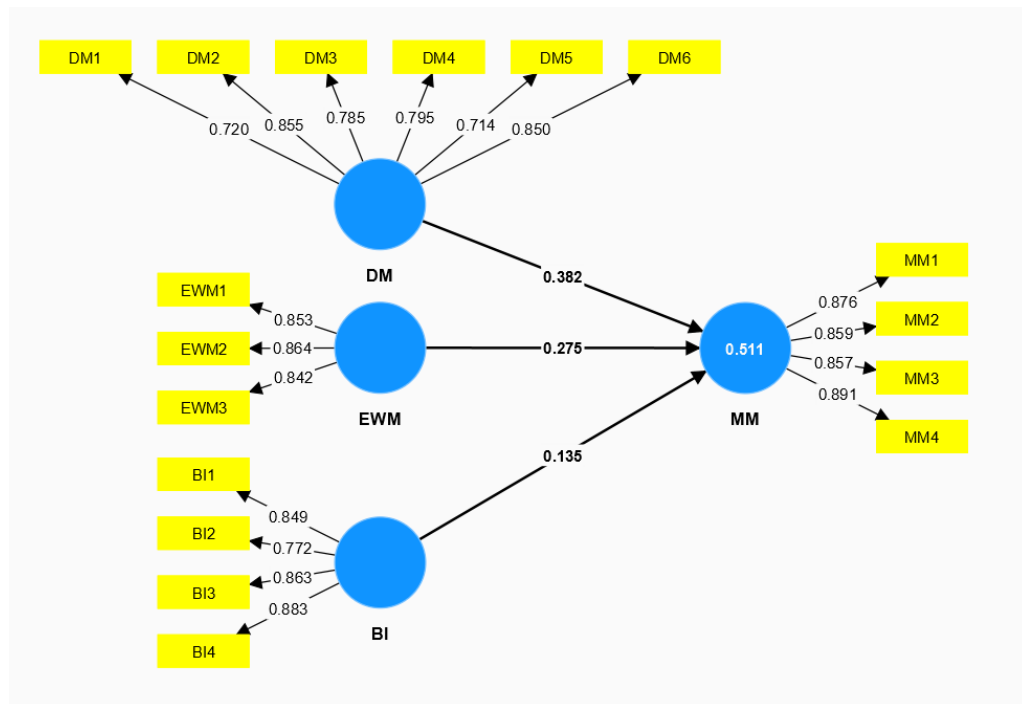 DM1 DM2 DM3 DM4 DM5 DM6
0.720 0.855 0.785 0.795 0.714 0.850
DM
0.382
EWM1
EWM2
EWM3
0.853
0.864
0.842
EWM
0.275
BI1
BI2
BI3
BI4
0.849
0.772
0.863
0.883
BI
0.135
0.511
MM
0.876
0.859
0.857
0.891
MM1
MM2
MM3
MM4